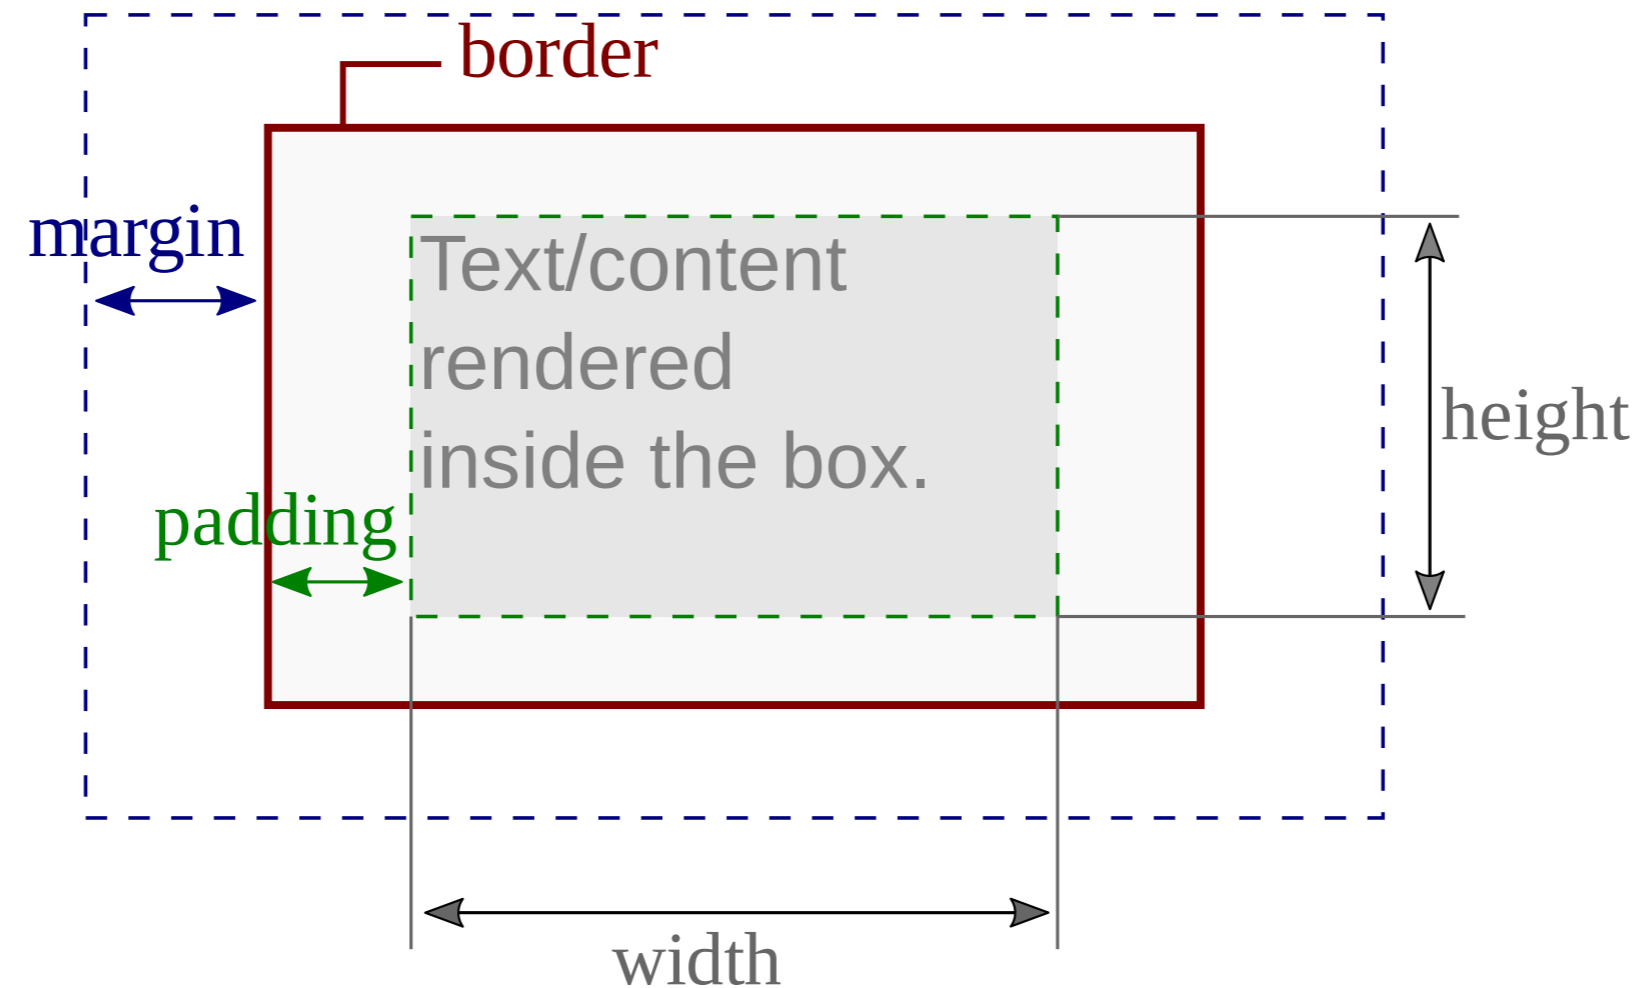 border
margin
Text/content
rendered
inside the box.
height
padding
width